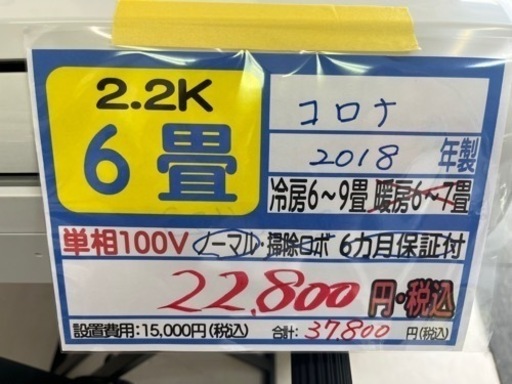 2.2K
6畳
コロナ
2018 年製
冷房6～9畳 暖房6～7畳
単相100V ノーマル・掃除ロボ 6カ月保証付
22,800 円・税込
設置費用:15,000円(税込) 合計:37,800 円(税込)